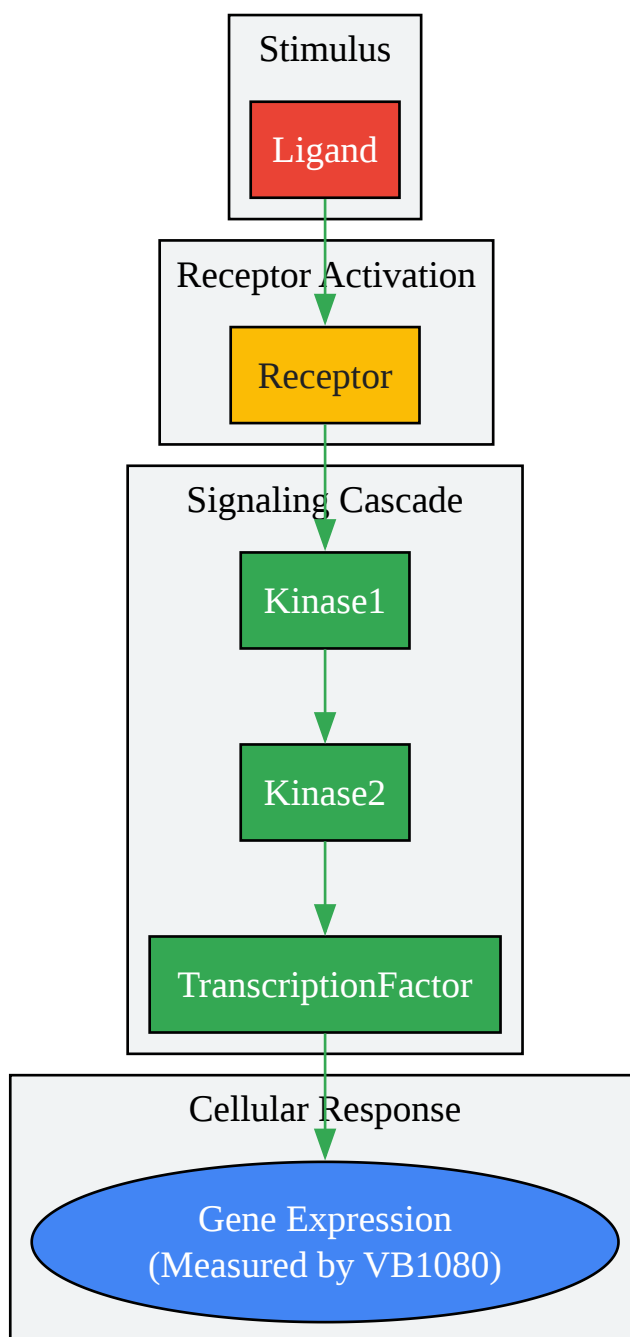 Stimulus
Ligand
Receptor Activation
Receptor
Signaling Cascade
Kinase1
Kinase2
TranscriptionFactor
Cellular Response
Gene Expression
(Measured by VB1080)